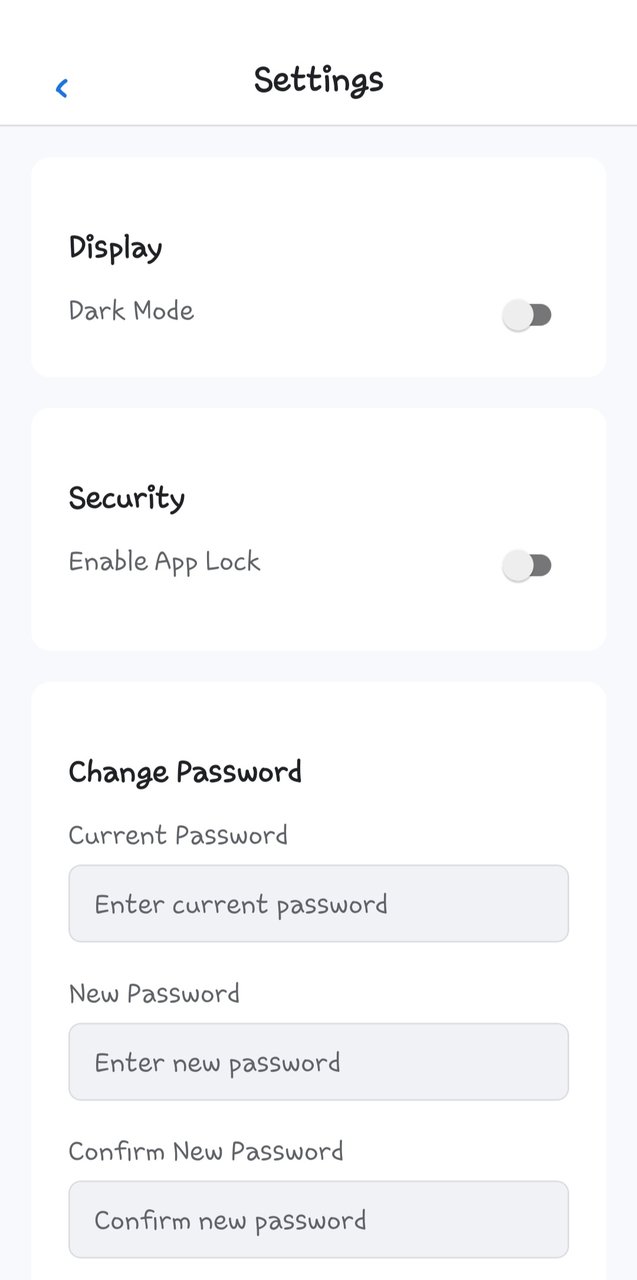 Settings
Display
Dark Mode
Security
Enable App Lock
Change Password
Current Password
Enter current password
New Password
Enter new password
Confirm New Password
Confirm new password